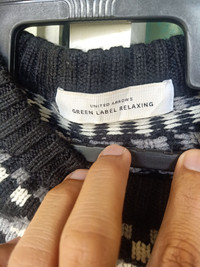 UNITED ARROWS
GREEN LABEL RELAXING